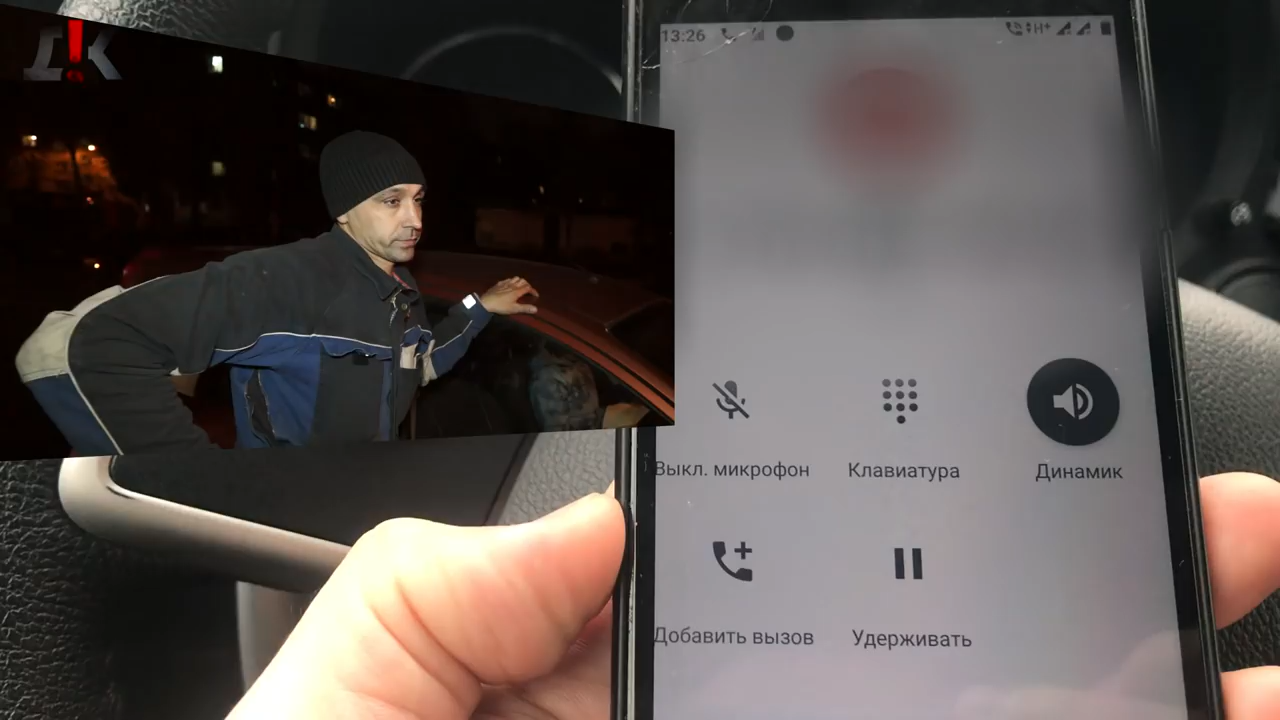 Д!К
13:26
H+
Выкл. микрофон
Клавиатура
Динамик
Добавить вызов
Удерживать